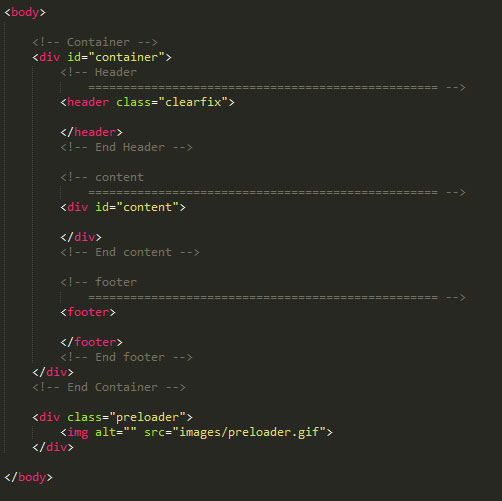 <body>
<!-- Container -->
<div id="container">
<!-- Header
================================================== -->
<header class="clearfix">
</header>
<!-- End Header -->
<!-- content
================================================== -->
<div id="content">
</div>
<!-- End content -->
<!-- footer
================================================== -->
<footer>
</footer>
<!-- End footer -->
</div>
<!-- End Container -->
<div class="preloader">
<img alt="" src="images/preloader.gif">
</div>
</body>